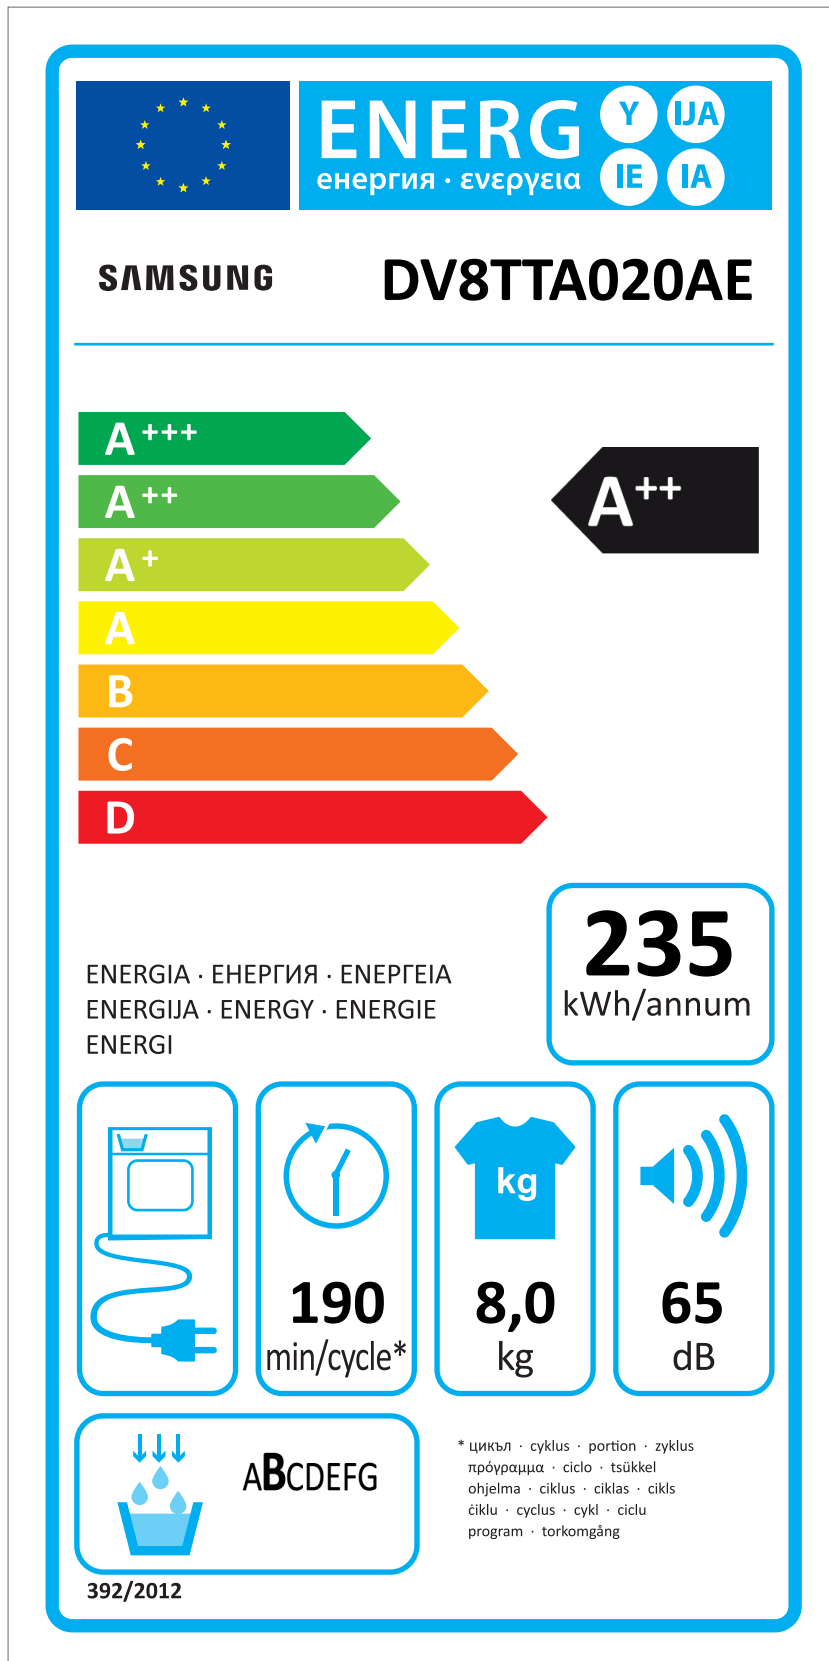 ENERG
Y IJA
IE IA
енергия · ενεργεια
SAMSUNG
DV8TTA020AE
A+++
A++
A++
A+
A
B
C
D
235
kWh/annum
ENERGIA · ЕНЕРГИЯ · ΕΝΕΡΓΕΙΑ
ENERGIJA · ENERGY · ENERGIE
ENERGI
190
min/cycle*
kg
8,0
kg
65
dB
ABCDEFG
* цикъл · cyklus · portion · zyklus
πρόγραμμα · ciclo · tsükkel
ohjelma · ciklus · ciklas · cikls
ċiklu · cyclus · cykl · ciclu
program · torkomgång
392/2012